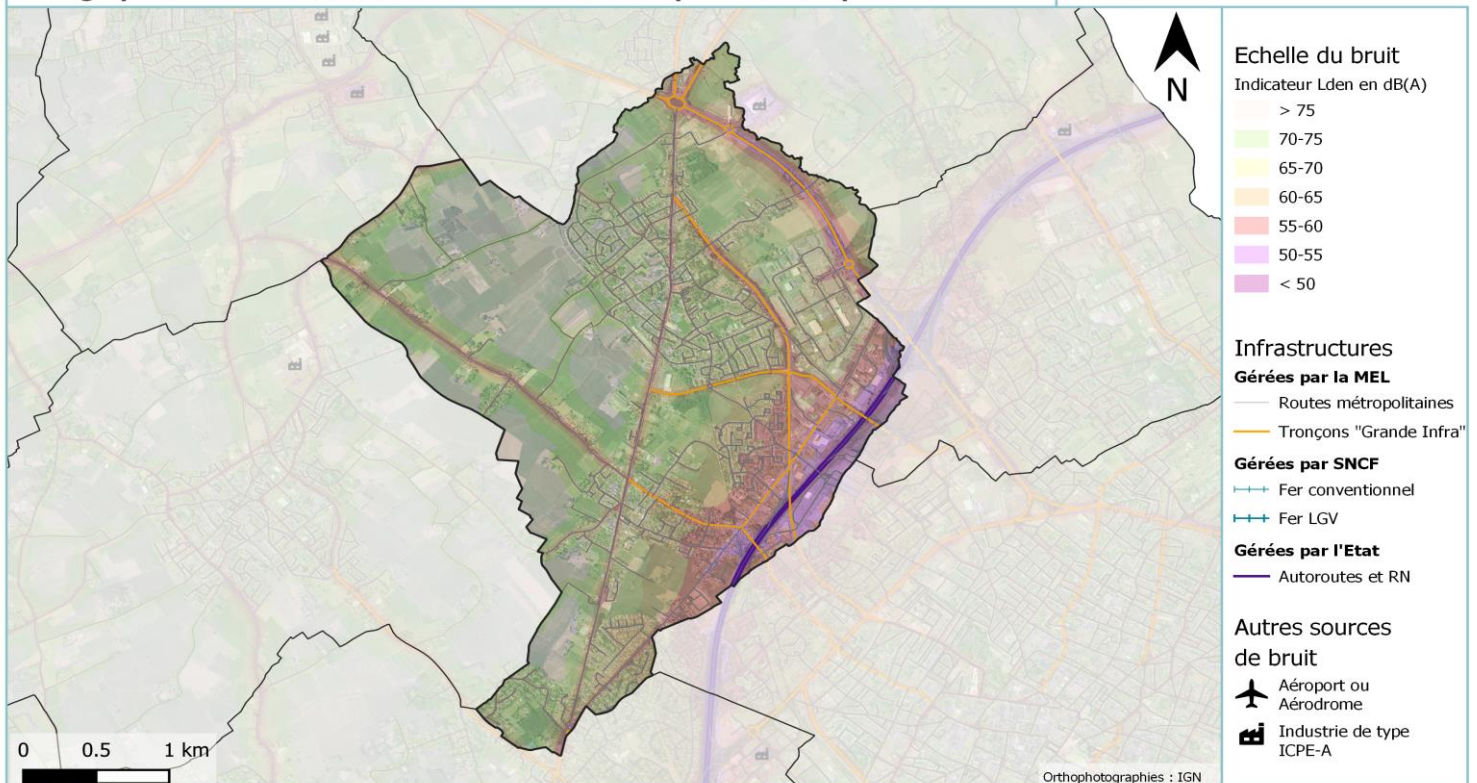 Echelle du bruit
Indicateur Lden en dB(A)
> 75
70-75
65-70
60-65
55-60
50-55
< 50
Infrastructures
Gérées par la MEL
Routes métropolitaines
Tronçons "Grande Infra"
Gérées par SNCF
Fer conventionnel
Fer LGV
Gérées par l'Etat
Autoroutes et RN
Autres sources
de bruit
Aéroport ou
Aérodrome
Industrie de type
ICPE-A
N
0 0.5 1 km
Orthophotographies : IGN